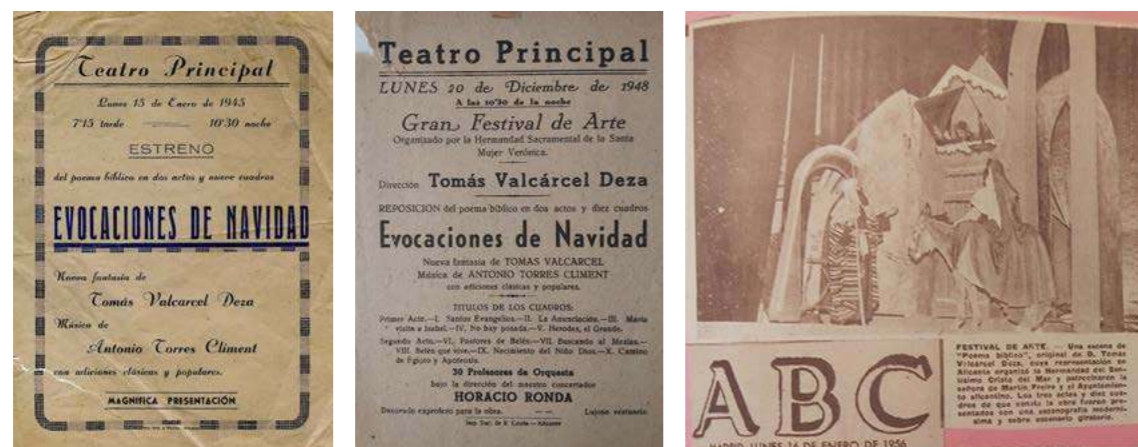 Teatro Principal
Lunes 15 de Enero de 1945
7'15 tarde 10'30 noche
ESTRENO
del poema bíblico en dos actos y nueve cuadros
EVOCACIONES DE NAVIDAD
Nueva fantasía de
Tomás Valcarcel Deza
Música de
Antonio Torres Climent
con adiciones clásicas y populares.
MAGNIFICA PRESENTACIÓN
Teatro Principal
LUNES 20 de Diciembre de 1948
A las 10'30 de la noche
Gran Festival de Arte
Organizado por la Hermandad Sacramental de la Santa
Mujer Verónica.
Dirección Tomás Valcárcel Deza
REPOSICION del poema bíblico en dos actos y diez cuadros
Evocaciones de Navidad
Nueva fantasía de TOMAS VALCARCEL
Música de ANTONIO TORRES CLIMENT
con adiciones clásicas y populares.
TITULOS DE LOS CUADROS:
Primer Acto.—I. Santos Evangelios.—II. La Anunciación.—III. María
visita a Isabel.—IV. No hay posada.—V. Herodes, el Grande.
Segundo Acto.—VI. Pastores de Belén.—VII. Buscando al Mesías.—
VIII. Belén que vive.—IX. Nacimiento del Niño Dios.—X. Camino
de Egipto y Apoteosis.
30 Profesores de Orquesta
bajo la dirección del maestro concertador
HORACIO RONDA
Decorado exprofeso para la obra. —— Lujoso vestuario.
ABC
MADRID, LUNES 16 DE ENERO DE 1956
FESTIVAL DE ARTE. — Una escena de
"Poema bíblico", original de D. Tomás
Valcárcel Deza, cuya representación en
Alicante organizó la Hermandad del San-
tísimo Cristo del Mar y patrocinaron la
señora de Martín Freire y el Ayuntamien-
to alicantino. Los tres actos y diez cua-
dros de que consta la obra fueron pre-
sentados con una escenografía moderní-
sima y sobre escenario giratorio.